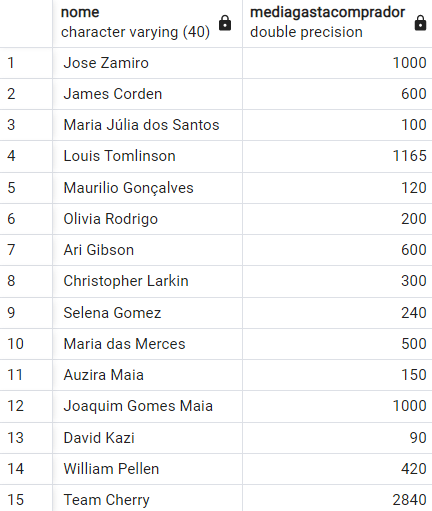 nome mediagastacomprador
character varying (40) double precision
1 Jose Zamiro 1000
2 James Corden 600
3 Maria Júlia dos Santos 100
4 Louis Tomlinson 1165
5 Maurilio Gonçalves 120
6 Olivia Rodrigo 200
7 Ari Gibson 600
8 Christopher Larkin 300
9 Selena Gomez 240
10 Maria das Merces 500
11 Auzira Maia 150
12 Joaquim Gomes Maia 1000
13 David Kazi 90
14 William Pellen 420
15 Team Cherry 2840